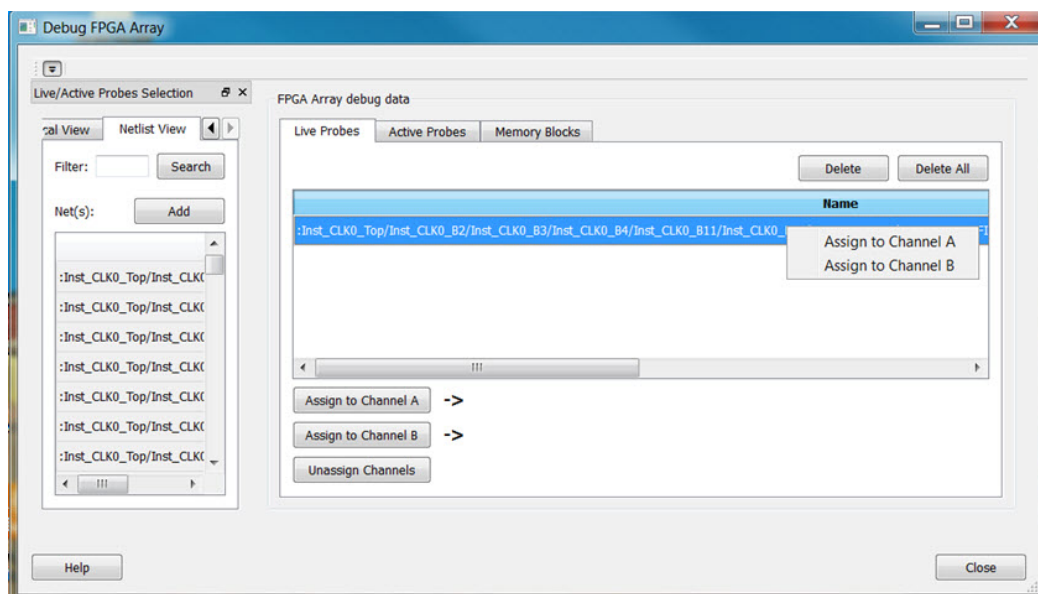 Debug FPGA Array
Live/Active Probes Selection
cal View Netlist View
Filter: Search
Net(s): Add
:Inst_CLK0_Top/Inst_CLK(
:Inst_CLK0_Top/Inst_CLK(
:Inst_CLK0_Top/Inst_CLK(
:Inst_CLK0_Top/Inst_CLK(
:Inst_CLK0_Top/Inst_CLK(
:Inst_CLK0_Top/Inst_CLK(
:Inst_CLK0_Top/Inst_CLK(
FPGA Array debug data
Live Probes Active Probes Memory Blocks
Delete Delete All
Name
:Inst_CLK0_Top/Inst_CLK0_B2/Inst_CLK0_B3/Inst_CLK0_B4/Inst_CLK0_B11/Inst_CLK0_
Assign to Channel A
Assign to Channel B
Assign to Channel A ->
Assign to Channel B ->
Unassign Channels
Help Close